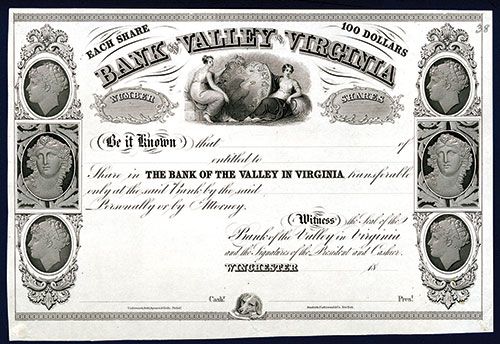 38
EACH SHARE
100 DOLLARS
BANK OF THE VALLEY IN VIRGINIA
NUMBER
SHARES
Be it Known that of
entitled to
Share in THE BANK OF THE VALLEY IN VIRGINIA, transferable
only at the said Bank by the said
Personally or by Attorney.
Witness, the Seal of the
Bank of the Valley in Virginia
and the Signatures of the President and Cashier.
WINCHESTER 18
Cash.r
Pres.t